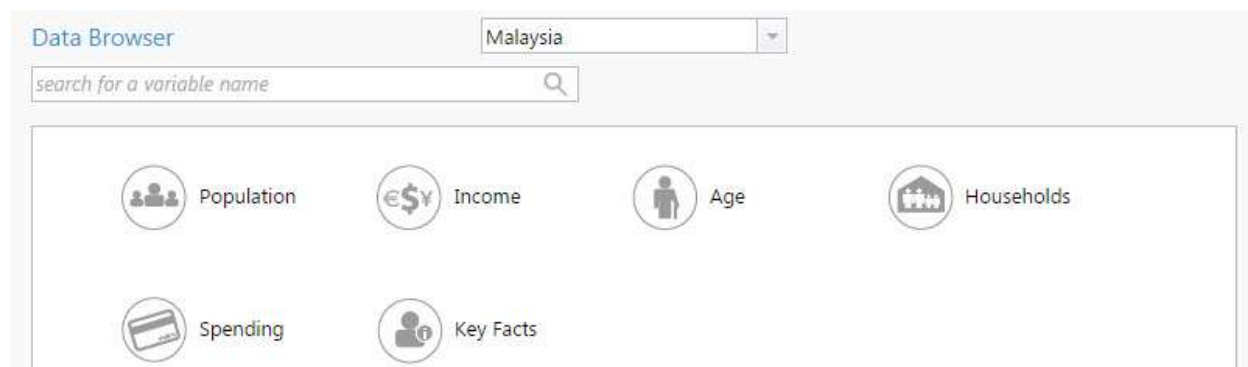 Data Browser Malaysia
search for a variable name
Population Income Age Households
Spending Key Facts